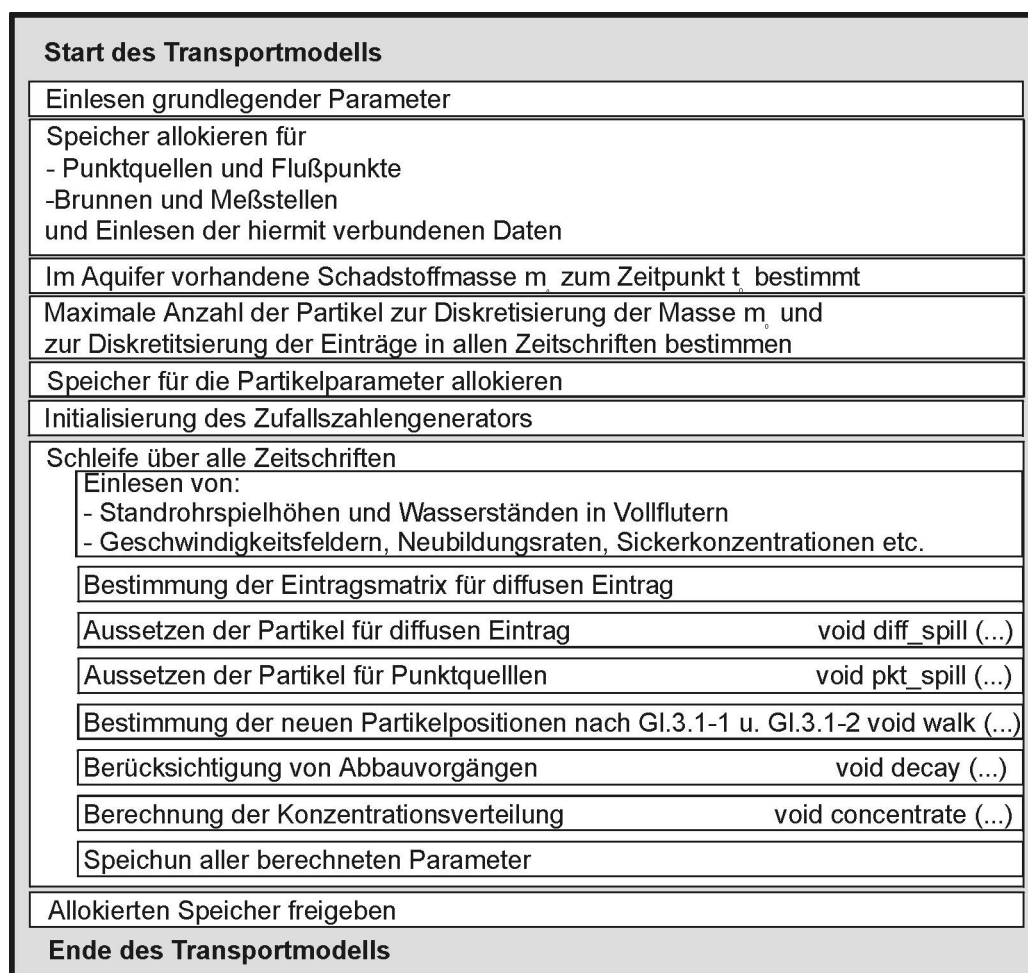 Start des Transportmodells
Einlesen grundlegender Parameter
Speicher allokieren für
- Punktquellen und Flußpunkte
-Brunnen und Meßstellen
und Einlesen der hiermit verbundenen Daten
Im Aquifer vorhandene Schadstoffmasse m₀ zum Zeitpunkt t₀ bestimmt
Maximale Anzahl der Partikel zur Diskretisierung der Masse m₀ und
zur Diskretitsierung der Einträge in allen Zeitschriften bestimmen
Speicher für die Partikelparameter allokieren
Initialisierung des Zufallszahlengenerators
Schleife über alle Zeitschriften
Einlesen von:
- Standrohrspielhöhen und Wasserständen in Vollflutern
- Geschwindigkeitsfeldern, Neubildungsraten, Sickerkonzentrationen etc.
Bestimmung der Eintragsmatrix für diffusen Eintrag
Aussetzen der Partikel für diffusen Eintrag void diff_spill (...)
Aussetzen der Partikel für Punktquelllen void pkt_spill (...)
Bestimmung der neuen Partikelpositionen nach Gl.3.1-1 u. Gl.3.1-2 void walk (...)
Berücksichtigung von Abbauvorgängen void decay (...)
Berechnung der Konzentrationsverteilung void concentrate (...)
Speichun aller berechneten Parameter
Allokierten Speicher freigeben
Ende des Transportmodells